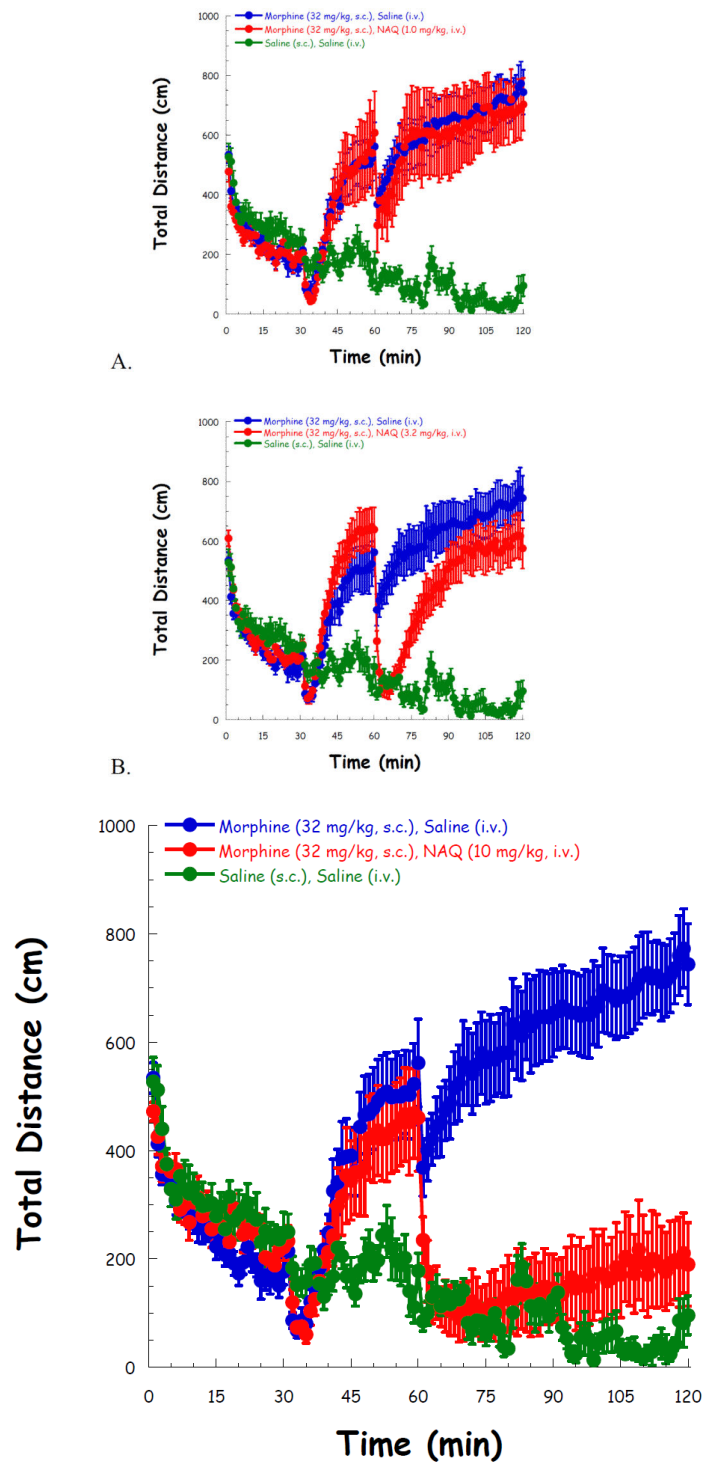 1000
800
600
400
200
0
Total Distance (cm)
Morphine (32 mg/kg, s.c.), Saline (i.v.)
Morphine (32 mg/kg, s.c.), NAQ (1.0 mg/kg, i.v.)
Saline (s.c.), Saline (i.v.)
0 15 30 45 60 75 90 105 120
Time (min)
A.
1000
800
600
400
200
0
Total Distance (cm)
Morphine (32 mg/kg, s.c.), Saline (i.v.)
Morphine (32 mg/kg, s.c.), NAQ (3.2 mg/kg, i.v.)
Saline (s.c.), Saline (i.v.)
0 15 30 45 60 75 90 105 120
Time (min)
B.
1000
800
600
400
200
0
Total Distance (cm)
Morphine (32 mg/kg, s.c.), Saline (i.v.)
Morphine (32 mg/kg, s.c.), NAQ (10 mg/kg, i.v.)
Saline (s.c.), Saline (i.v.)
0 15 30 45 60 75 90 105 120
Time (min)